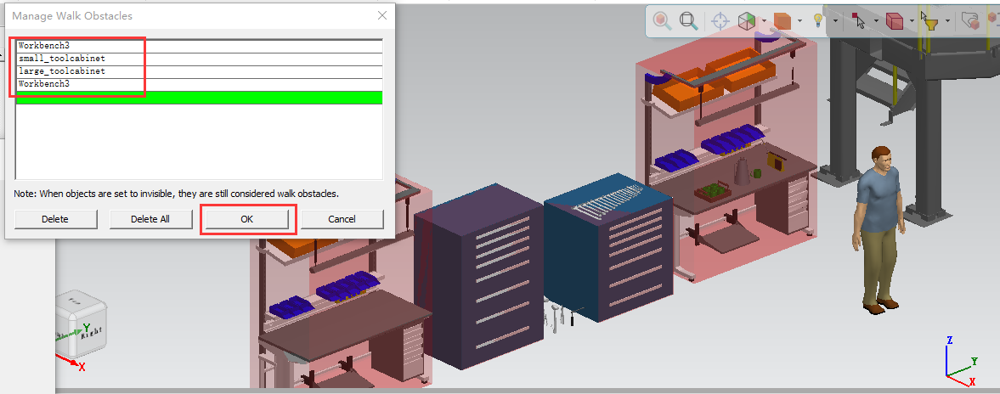 Manage Walk Obstacles
Workbench3
small_toolcabinet
large_toolcabinet
Workbench3
Note: When objects are set to invisible, they are still considered walk obstacles.
Delete
Delete All
OK
Cancel
Y
Right
X
Z
Y
X